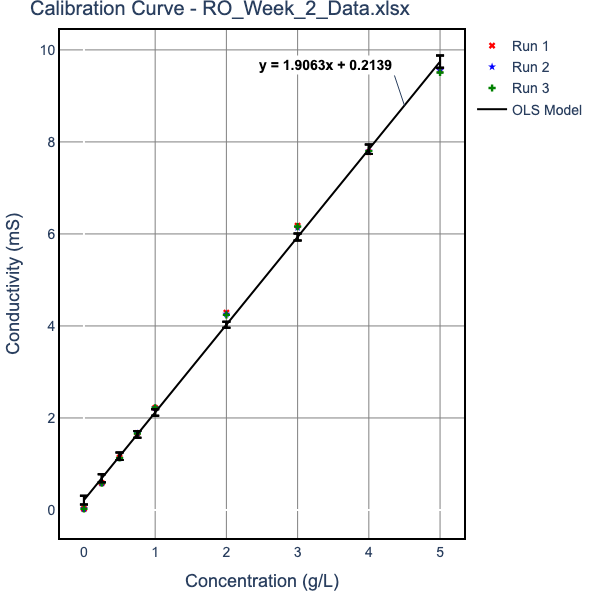 Calibration Curve - RO_Week_2_Data.xlsx
Run 1
Run 2
Run 3
OLS Model
y = 1.9063x + 0.2139
10
8
6
4
2
0
Conductivity (mS)
0 1 2 3 4 5
Concentration (g/L)